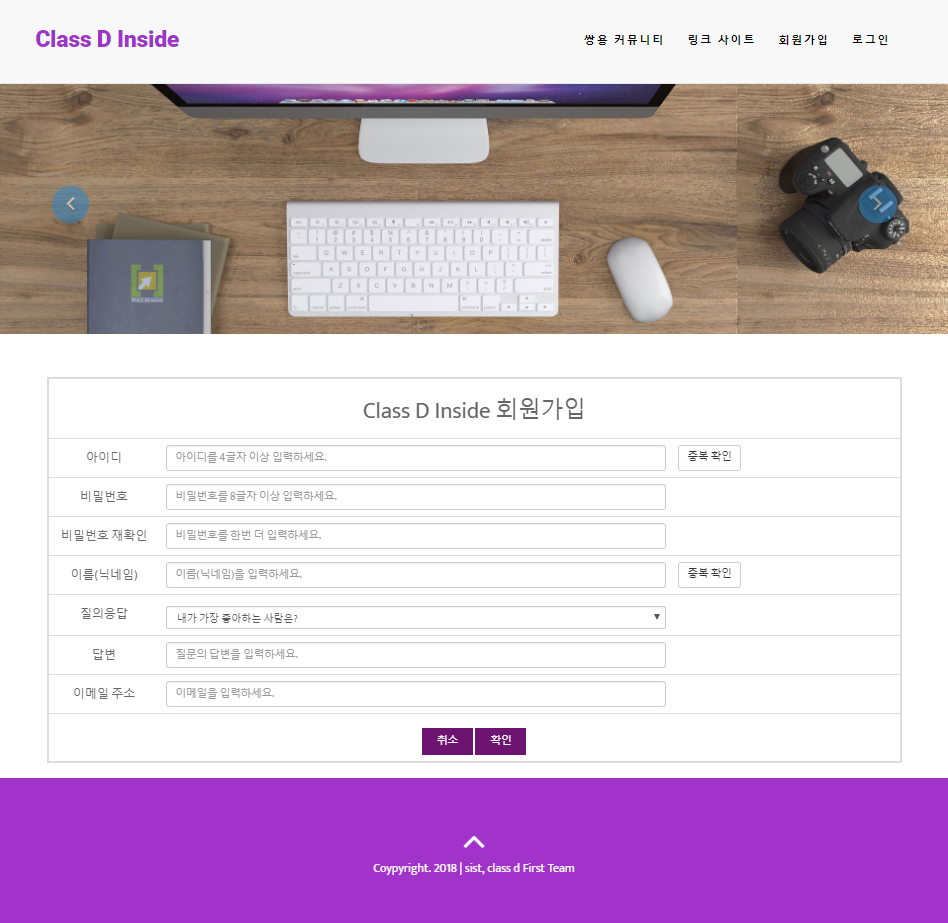 Class D Inside
쌍용 커뮤니티 링크 사이트 회원가입 로그인
Class D Inside 회원가입
아이디 아이디를 4글자 이상 입력하세요. 중복 확인
비밀번호 비밀번호를 8글자 이상 입력하세요.
비밀번호 재확인 비밀번호를 한번 더 입력하세요.
이름(닉네임) 이름(닉네임)을 입력하세요. 중복 확인
질의응답 내가 가장 좋아하는 사람은?
답변 질문의 답변을 입력하세요.
이메일 주소 이메일을 입력하세요.
취소 확인
Coypyright. 2018 | sist, class d First Team